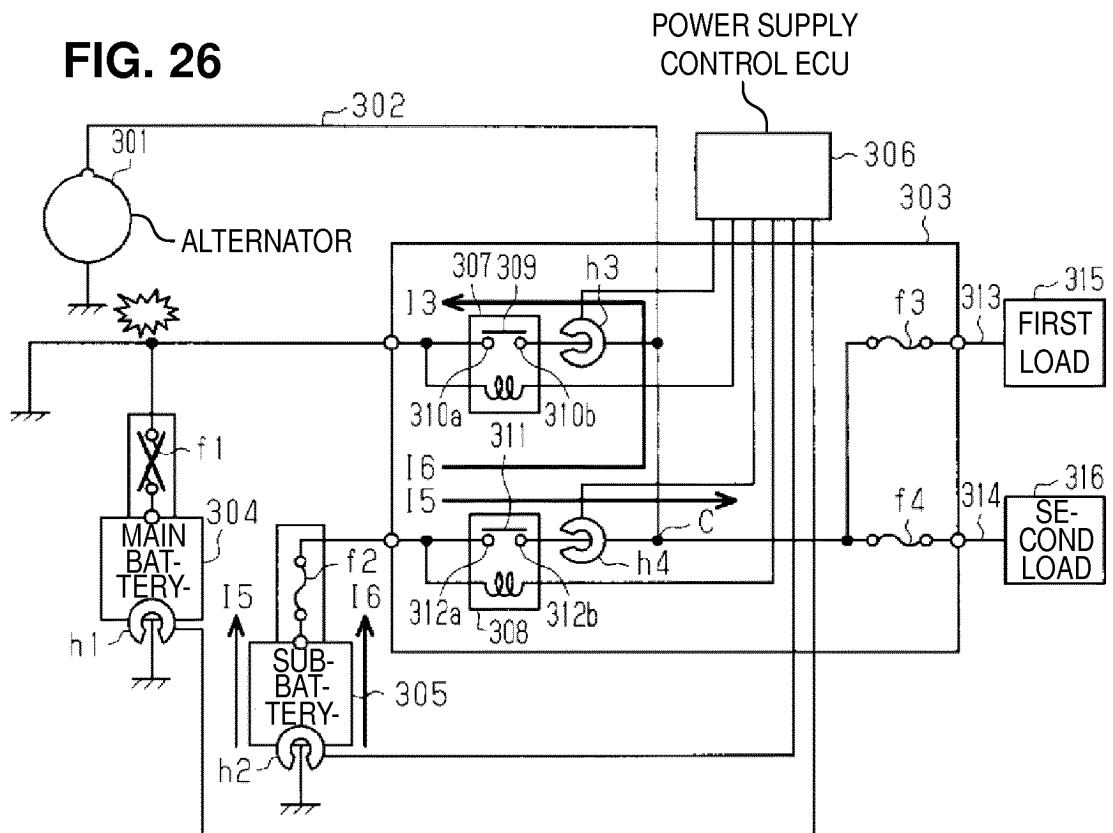 FIG. 26
POWER SUPPLY
CONTROL ECU
302
301
306
303
ALTERNATOR
307 309
h3
I3
f3
313
315
FIRST
LOAD
310a
310b
311
f1
304
MAIN
BAT-
TERY-
I6
I5
C
f4
314
316
SE-
COND
LOAD
f2
h4
312a
312b
308
I5
I6
h1
SUB-
BAT-
TERY-
305
h2